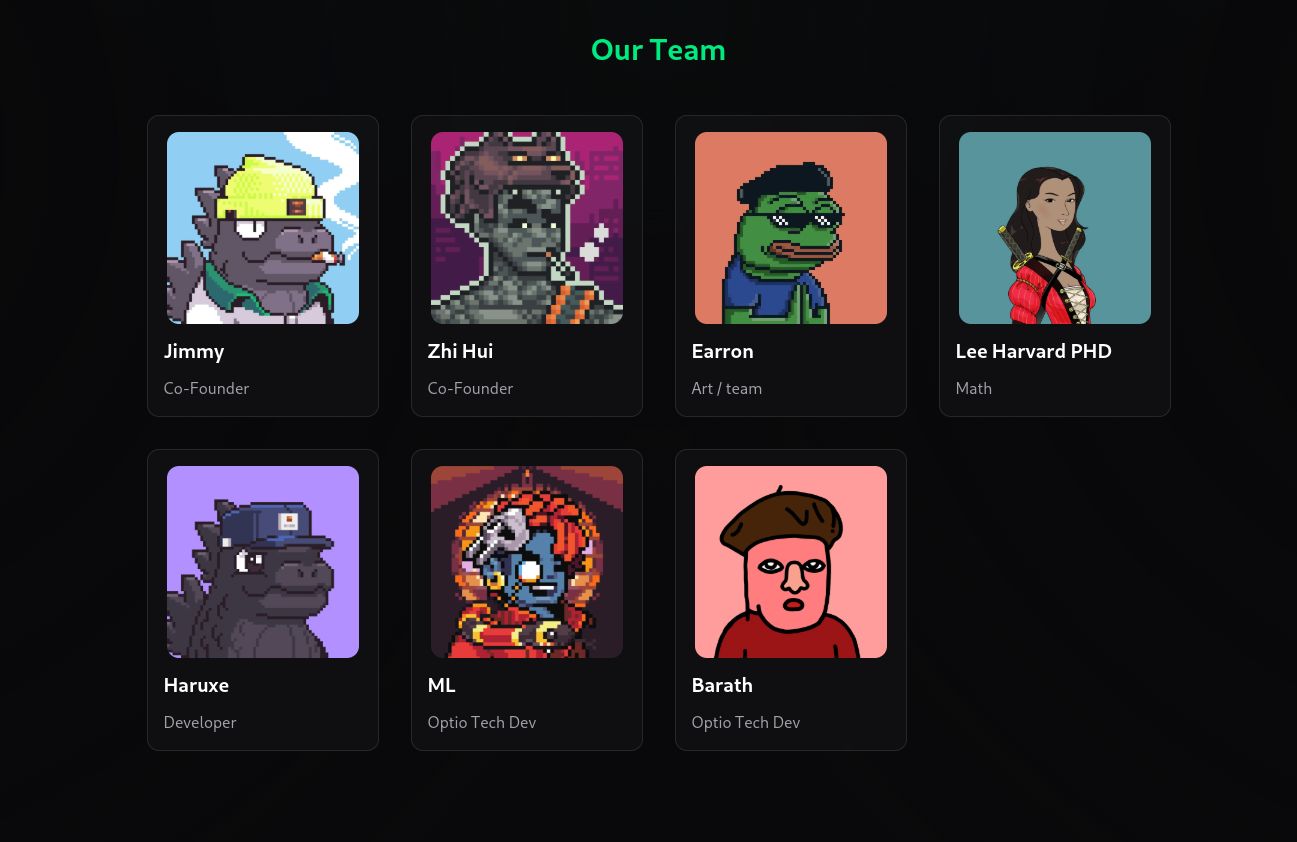 Our Team
Jimmy
Co-Founder
Zhi Hui
Co-Founder
Earron
Art / team
Lee Harvard PHD
Math
Haruxe
Developer
ML
Optio Tech Dev
Barath
Optio Tech Dev